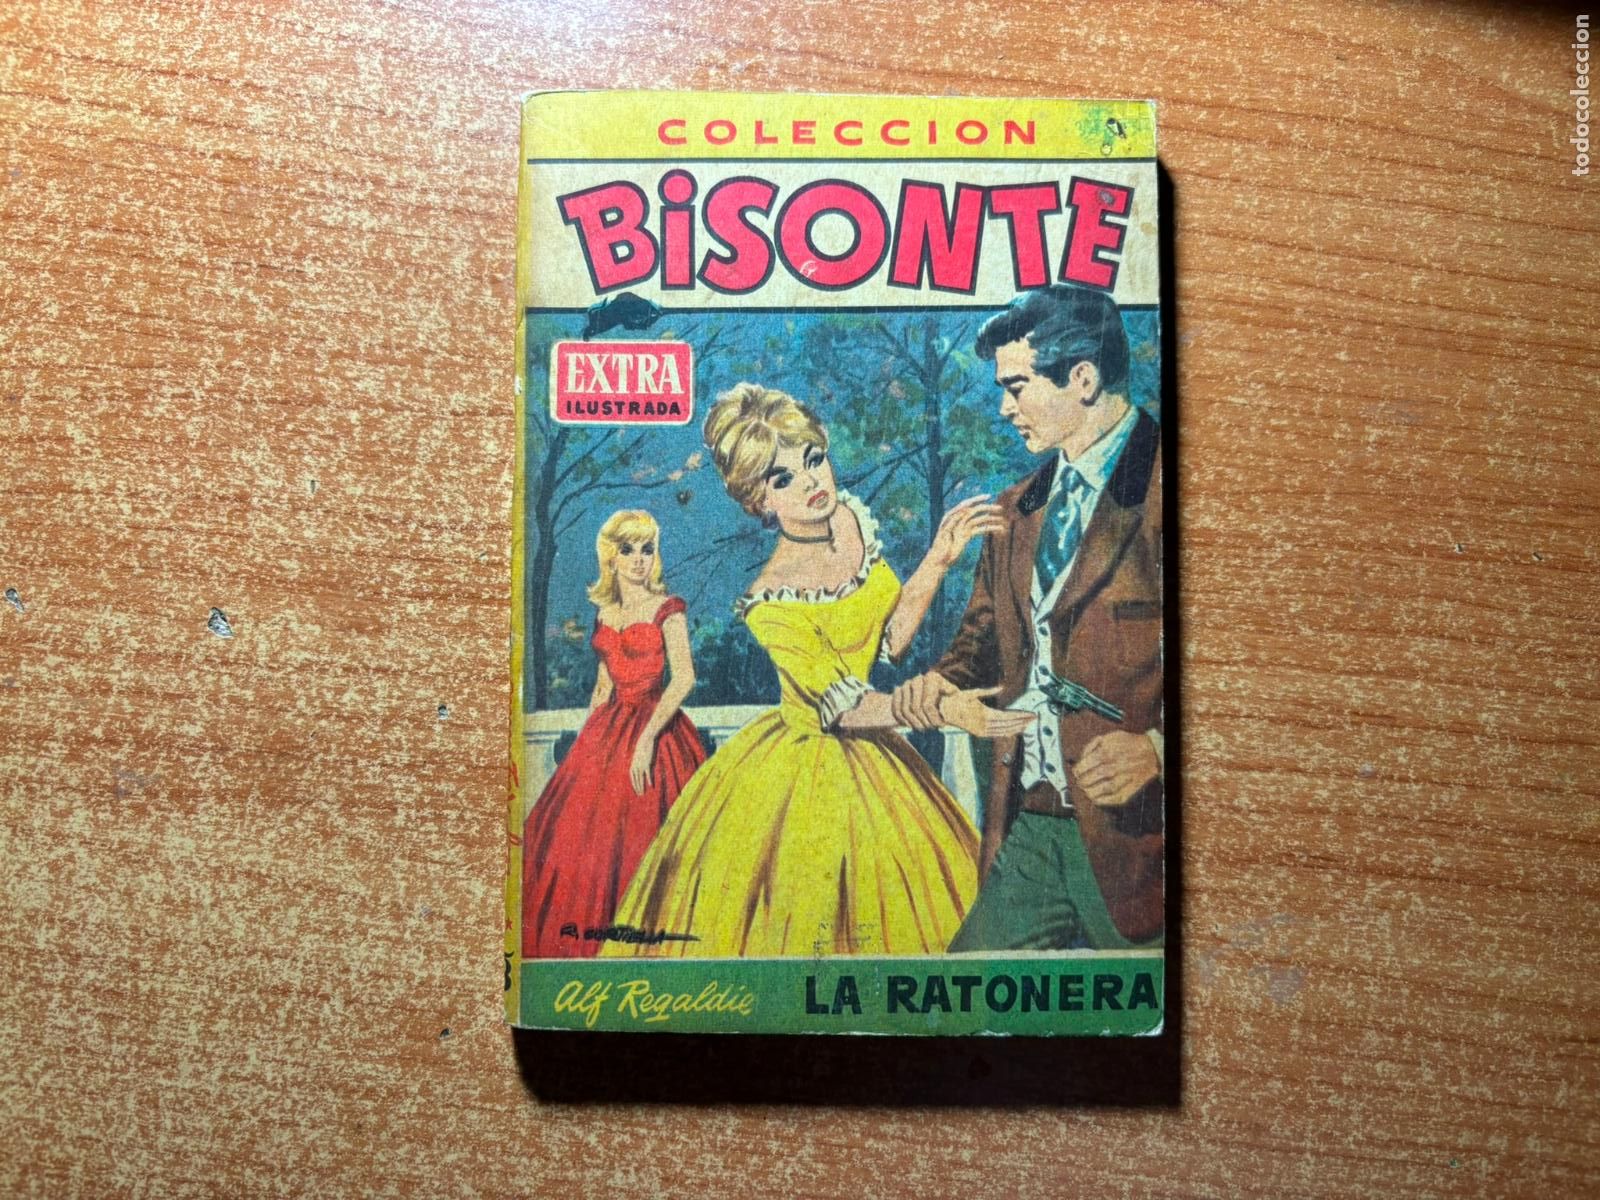 COLECCION
BiSONTE
EXTRA
ILUSTRADA
Alf Regaldie
LA RATONERA
todocoleccion